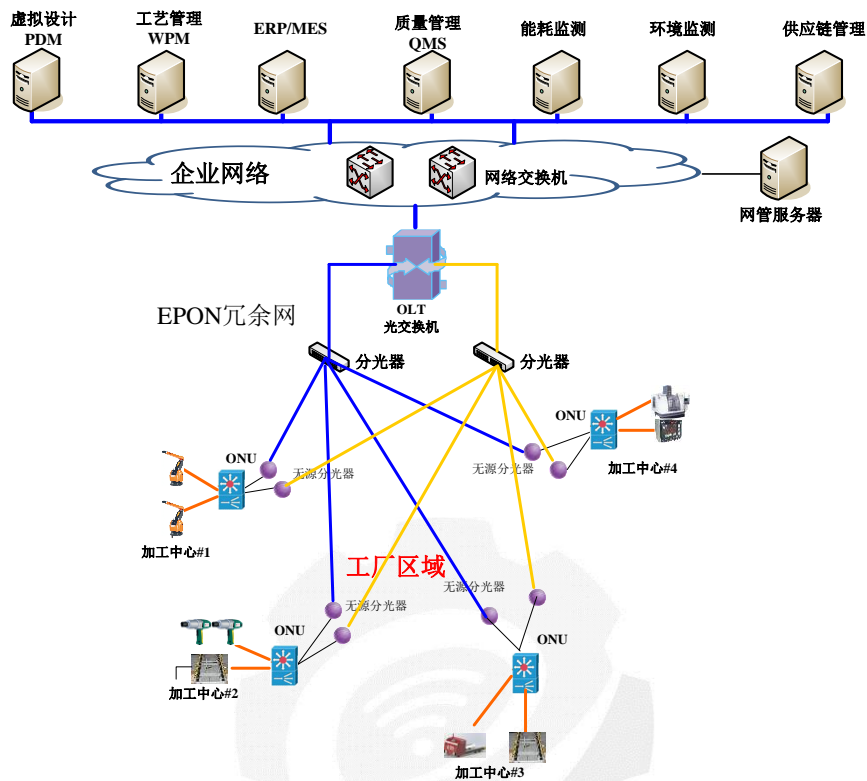 虚拟设计
PDM
工艺管理
WPM
ERP/MES
质量管理
QMS
能耗监测
环境监测
供应链管理
企业网络
网络交换机
网管服务器
OLT
光交换机
EPON冗余网
分光器
分光器
ONU
无源分光器
加工中心#4
ONU
无源分光器
加工中心#1
工厂区域
无源分光器
无源分光器
ONU
加工中心#2
ONU
加工中心#3